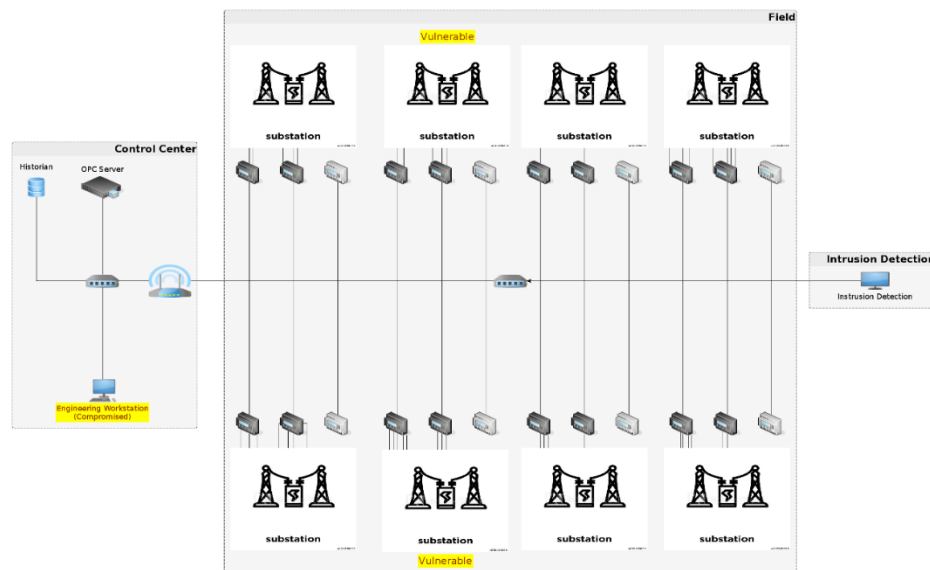 Field
Vulnerable
substation
substation
substation
substation
Control Center
Historian
OPC Server
Engineering Workstation
(Compromised)
Intrusion Detection
Instrusion Detection
substation
substation
substation
substation
Vulnerable